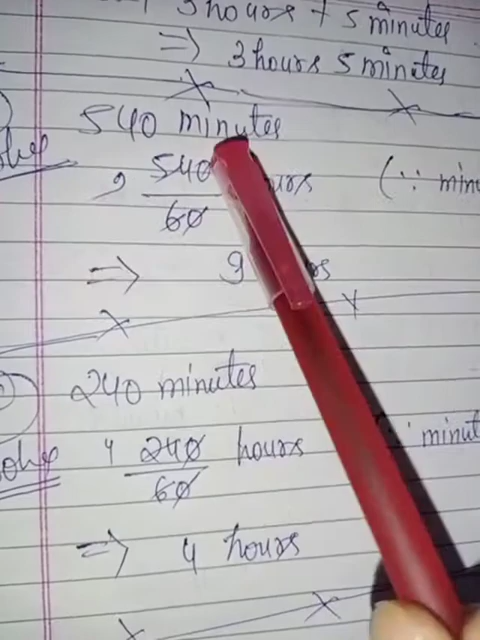 3 hours + 5 minutes
=> 3 hours 5 minutes
540 minutes
9 540
60 (∵
=> 9
240 minutes
4 240 hours
60
=> 4 hours